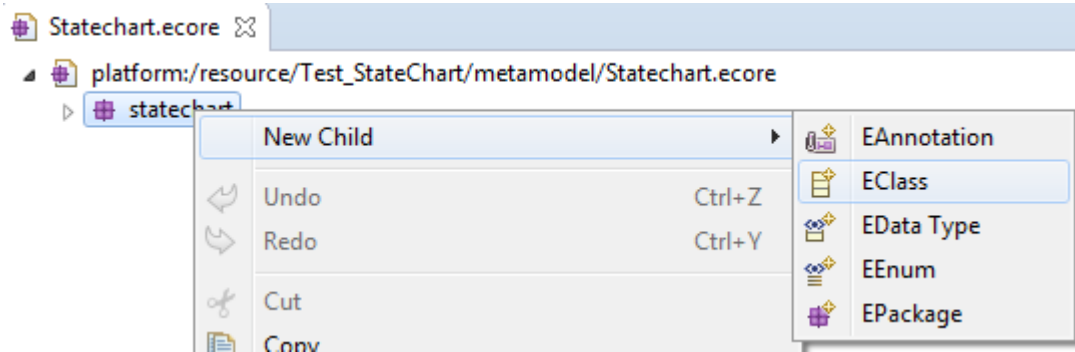 Statechart.ecore
platform:/resource/Test_StateChart/metamodel/Statechart.ecore
statechart
New Child
EAnnotation
EClass
Undo Ctrl+Z
EData Type
Redo Ctrl+Y
EEnum
Cut
EPackage
Copy